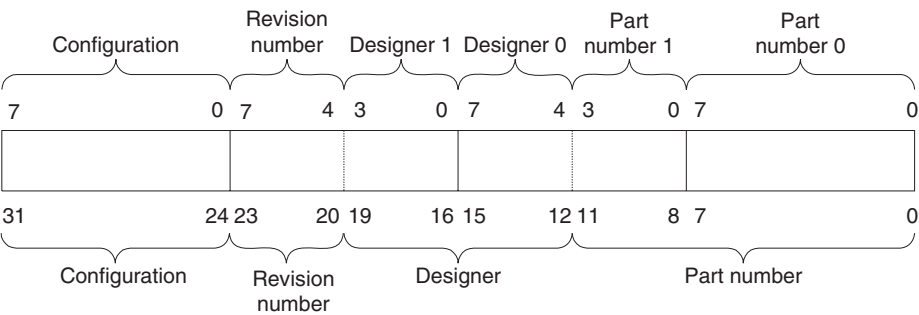 Revision Part Part
Configuration number Designer 1 Designer 0 number 1 number 0
7 0 7 4 3 0 7 4 3 0 7 0
31 24 23 20 19 16 15 12 11 8 7 0
Configuration Revision Designer Part number
number